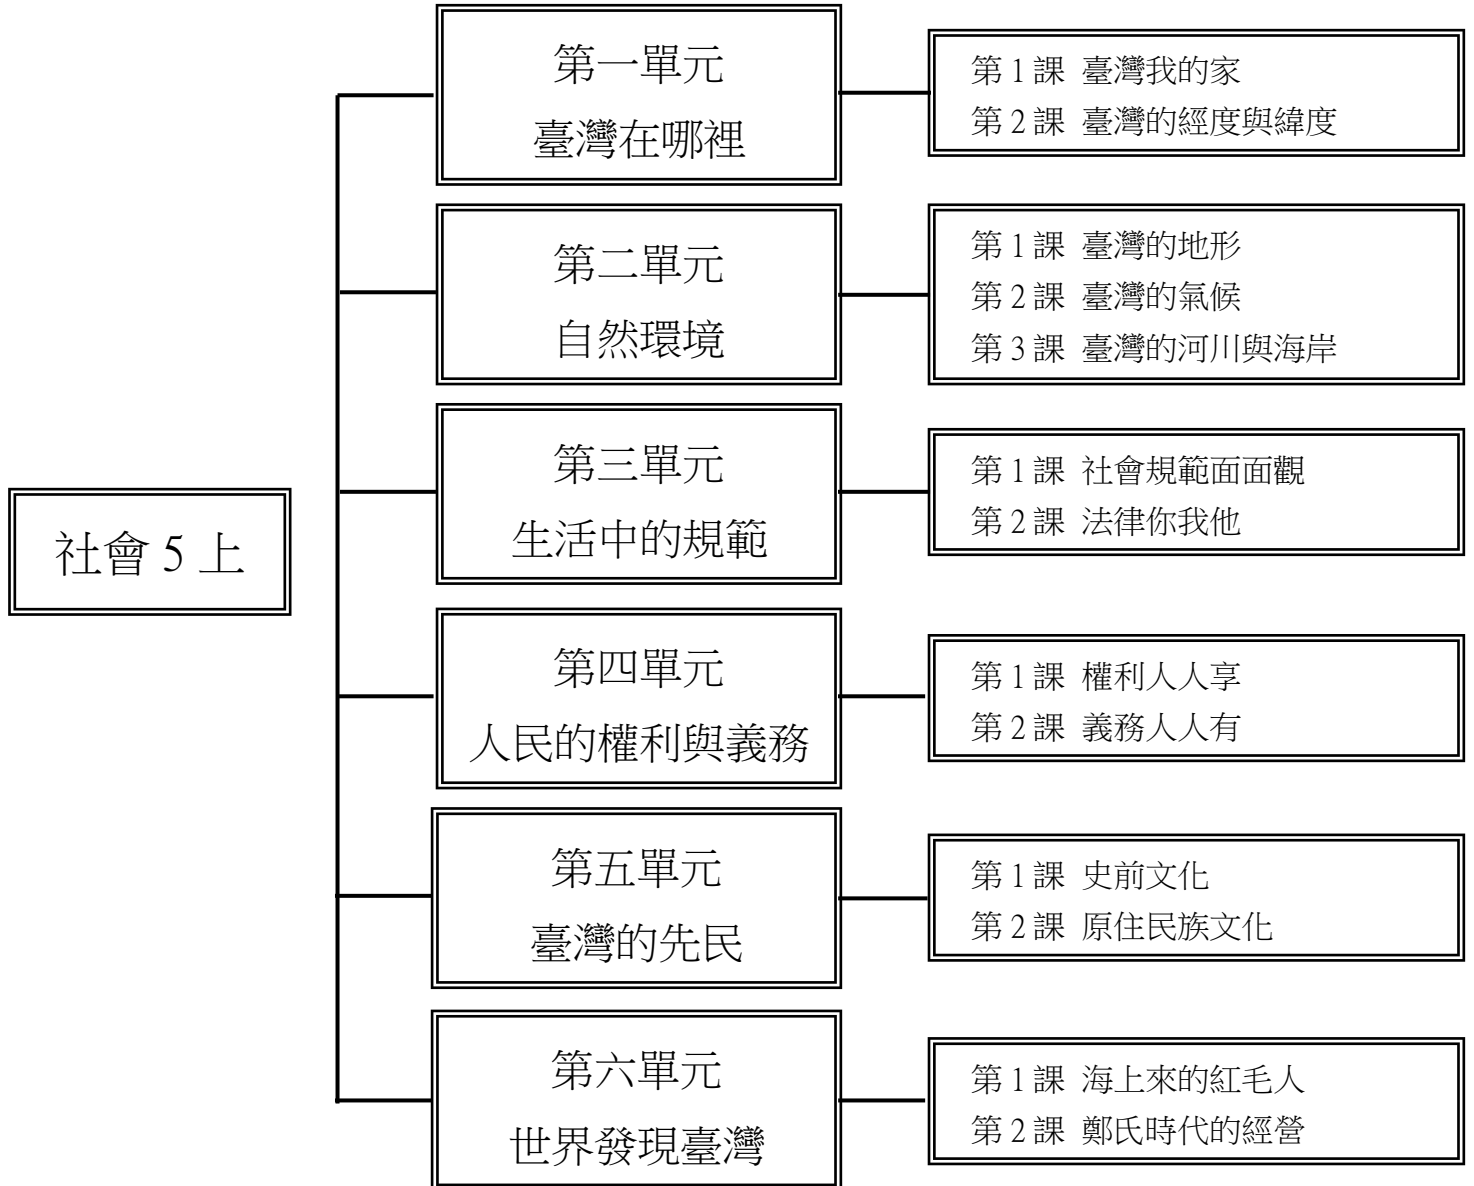 社會5上
第一單元
臺灣在哪裡
第1課 臺灣我的家
第2課 臺灣的經度與緯度
第二單元
自然環境
第1課 臺灣的地形
第2課 臺灣的氣候
第3課 臺灣的河川與海岸
第三單元
生活中的規範
第1課 社會規範面面觀
第2課 法律你我他
第四單元
人民的權利與義務
第1課 權利人人享
第2課 義務人人有
第五單元
臺灣的先民
第1課 史前文化
第2課 原住民族文化
第六單元
世界發現臺灣
第1課 海上來的紅毛人
第2課 鄭氏時代的經營